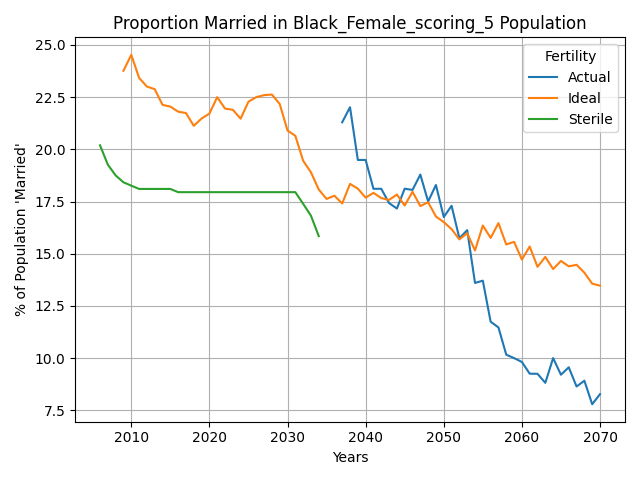 Proportion Married in Black_Female_scoring_5 Population
Fertility
Actual
Ideal
Sterile
% of Population 'Married'
25.0
22.5
20.0
17.5
15.0
12.5
10.0
7.5
2010 2020 2030 2040 2050 2060 2070
Years